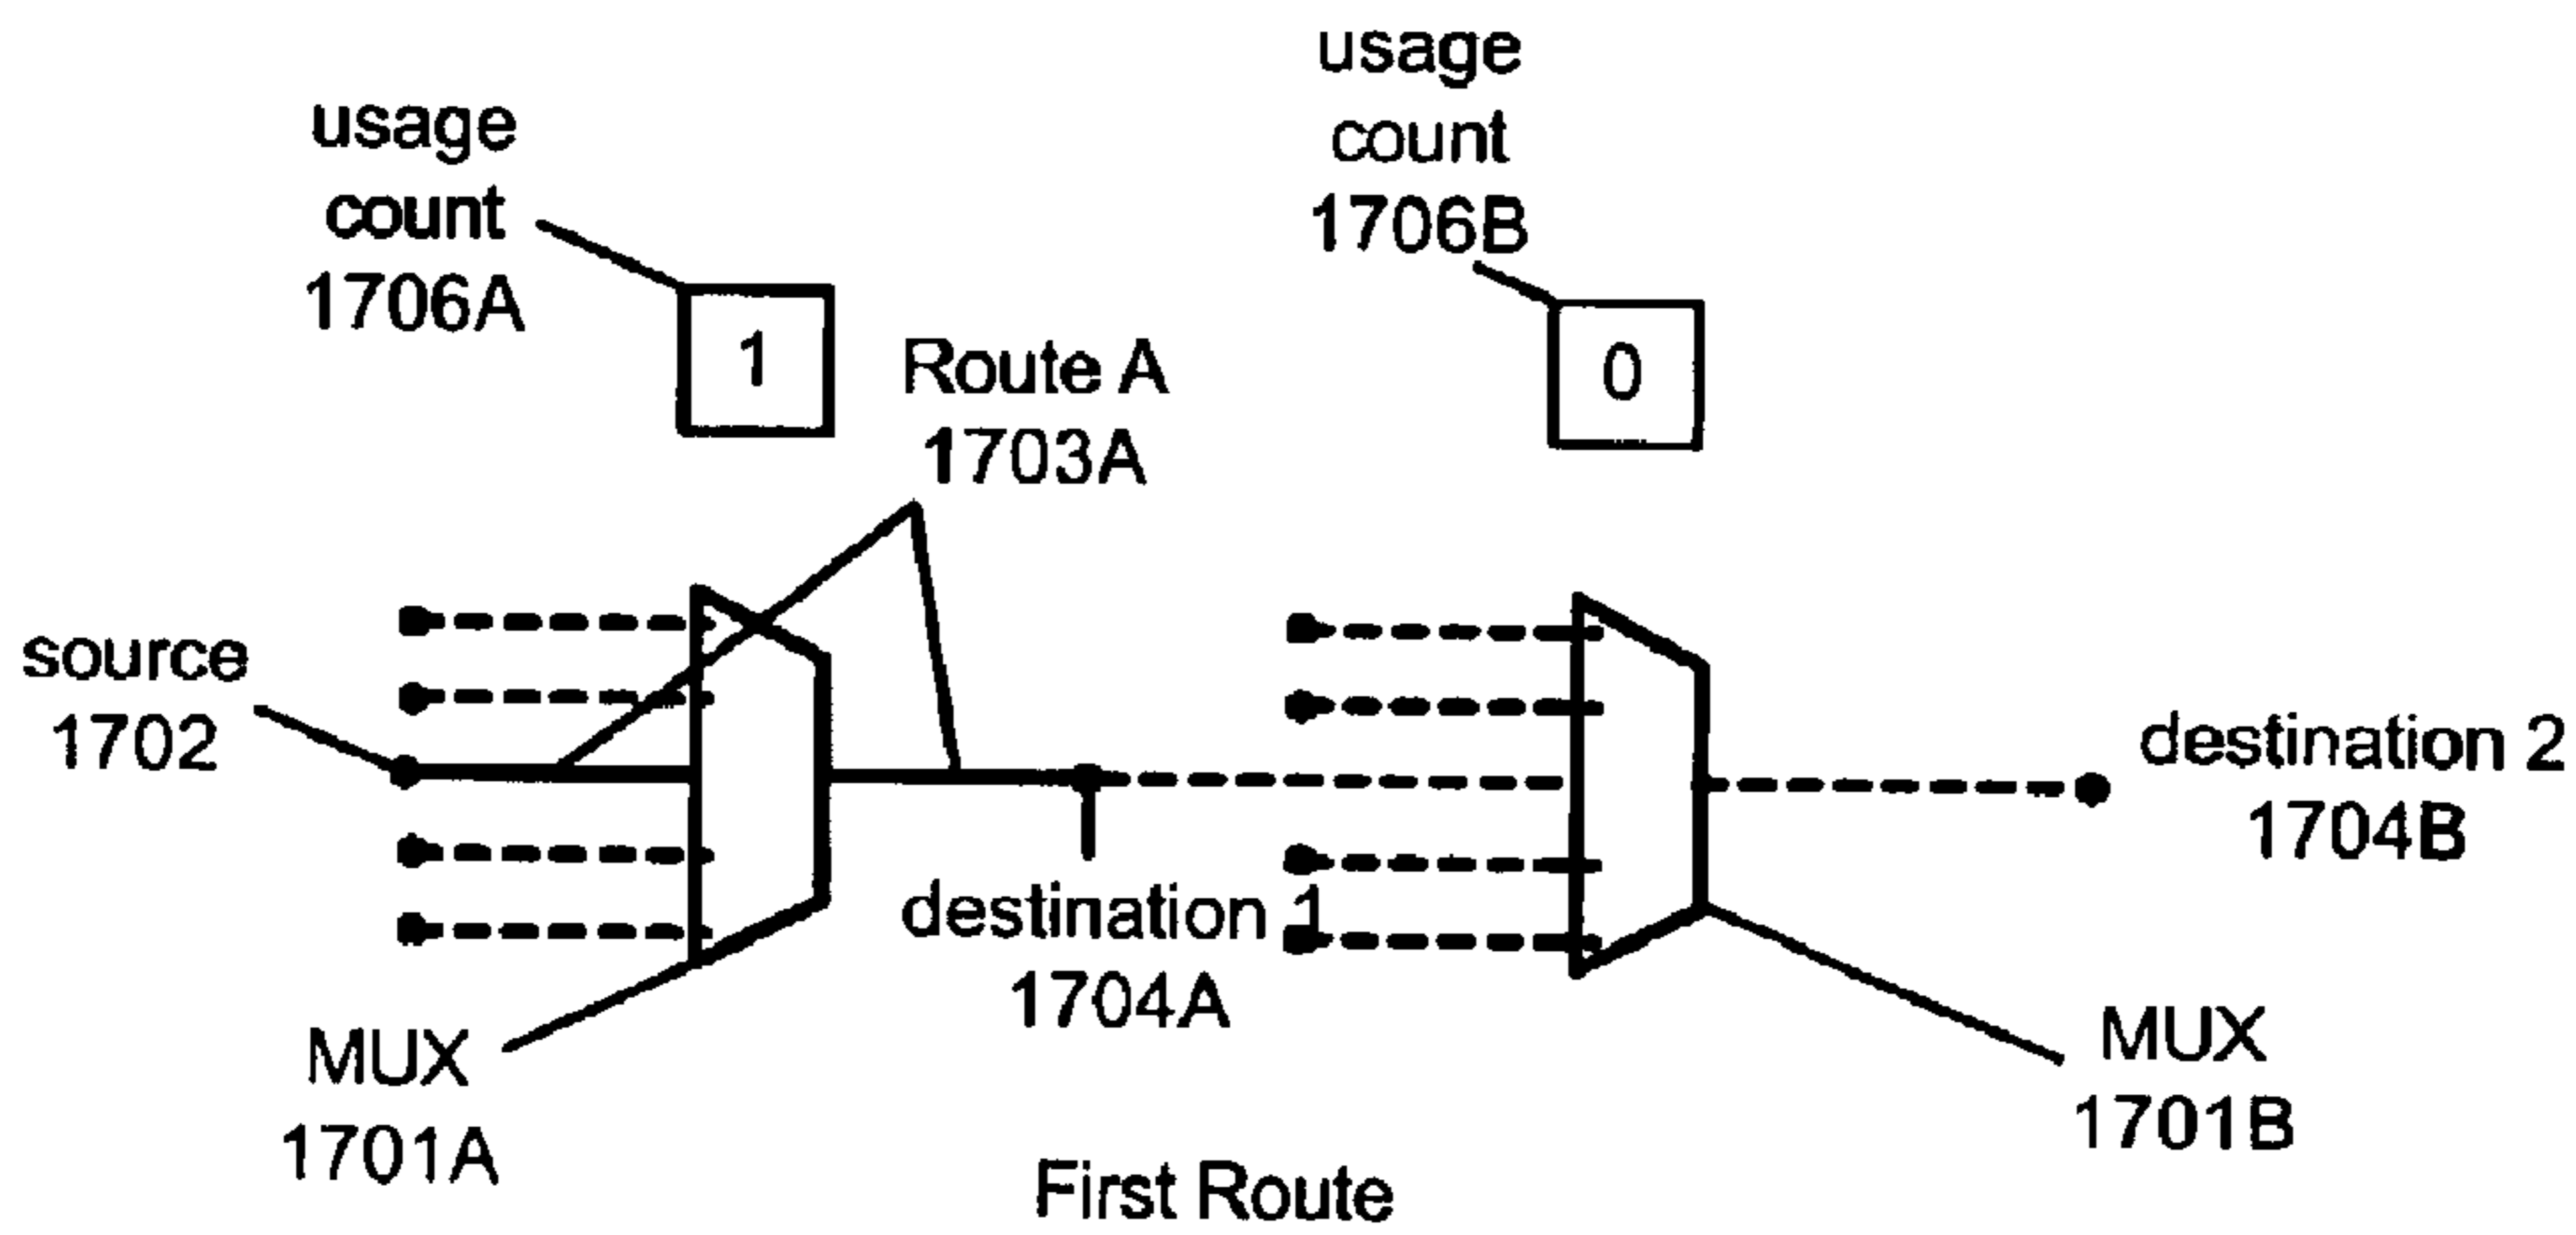 usage
count
1706A
usage
count
1706B
1
0
Route A
1703A
source
1702
destination 1
1704A
destination 2
1704B
MUX
1701A
MUX
1701B
First Route